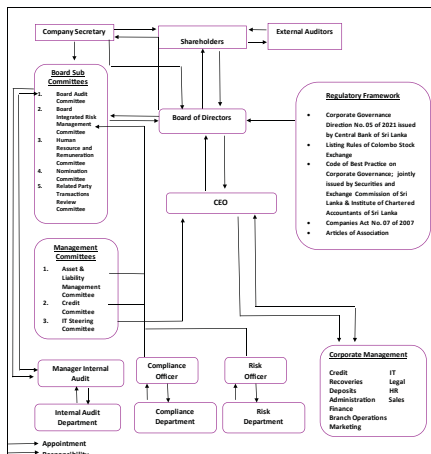 Company Secretary
Shareholders
External Auditors
Board Sub
Committees
1. Board Audit
Committee
2. Board
Integrated Risk
Management
Committee
3. Human
Resource and
Remuneration
Committee
4. Nomination
Committee
5. Related Party
Transactions
Review
Committee
Board of Directors
Regulatory Framework
• Corporate Governance
Direction No. 05 of 2021 issued
by Central Bank of Sri Lanka
• Listing Rules of Colombo Stock
Exchange
• Code of Best Practice on
Corporate Governance; jointly
issued by Securities and
Exchange Commission of Sri
Lanka & Institute of Chartered
Accountants of Sri Lanka
• Companies Act No. 07 of 2007
• Articles of Association
CEO
Management
Committees
1. Asset &
Liability
Management
Committee
2. Credit
Committee
3. IT Steering
Committee
Manager Internal
Audit
Compliance
Officer
Risk
Officer
Corporate Management
Credit IT
Recoveries Legal
Deposits HR
Administration Sales
Finance
Branch Operations
Marketing
Internal Audit
Department
Compliance
Department
Risk
Department
Appointment
Responsibility